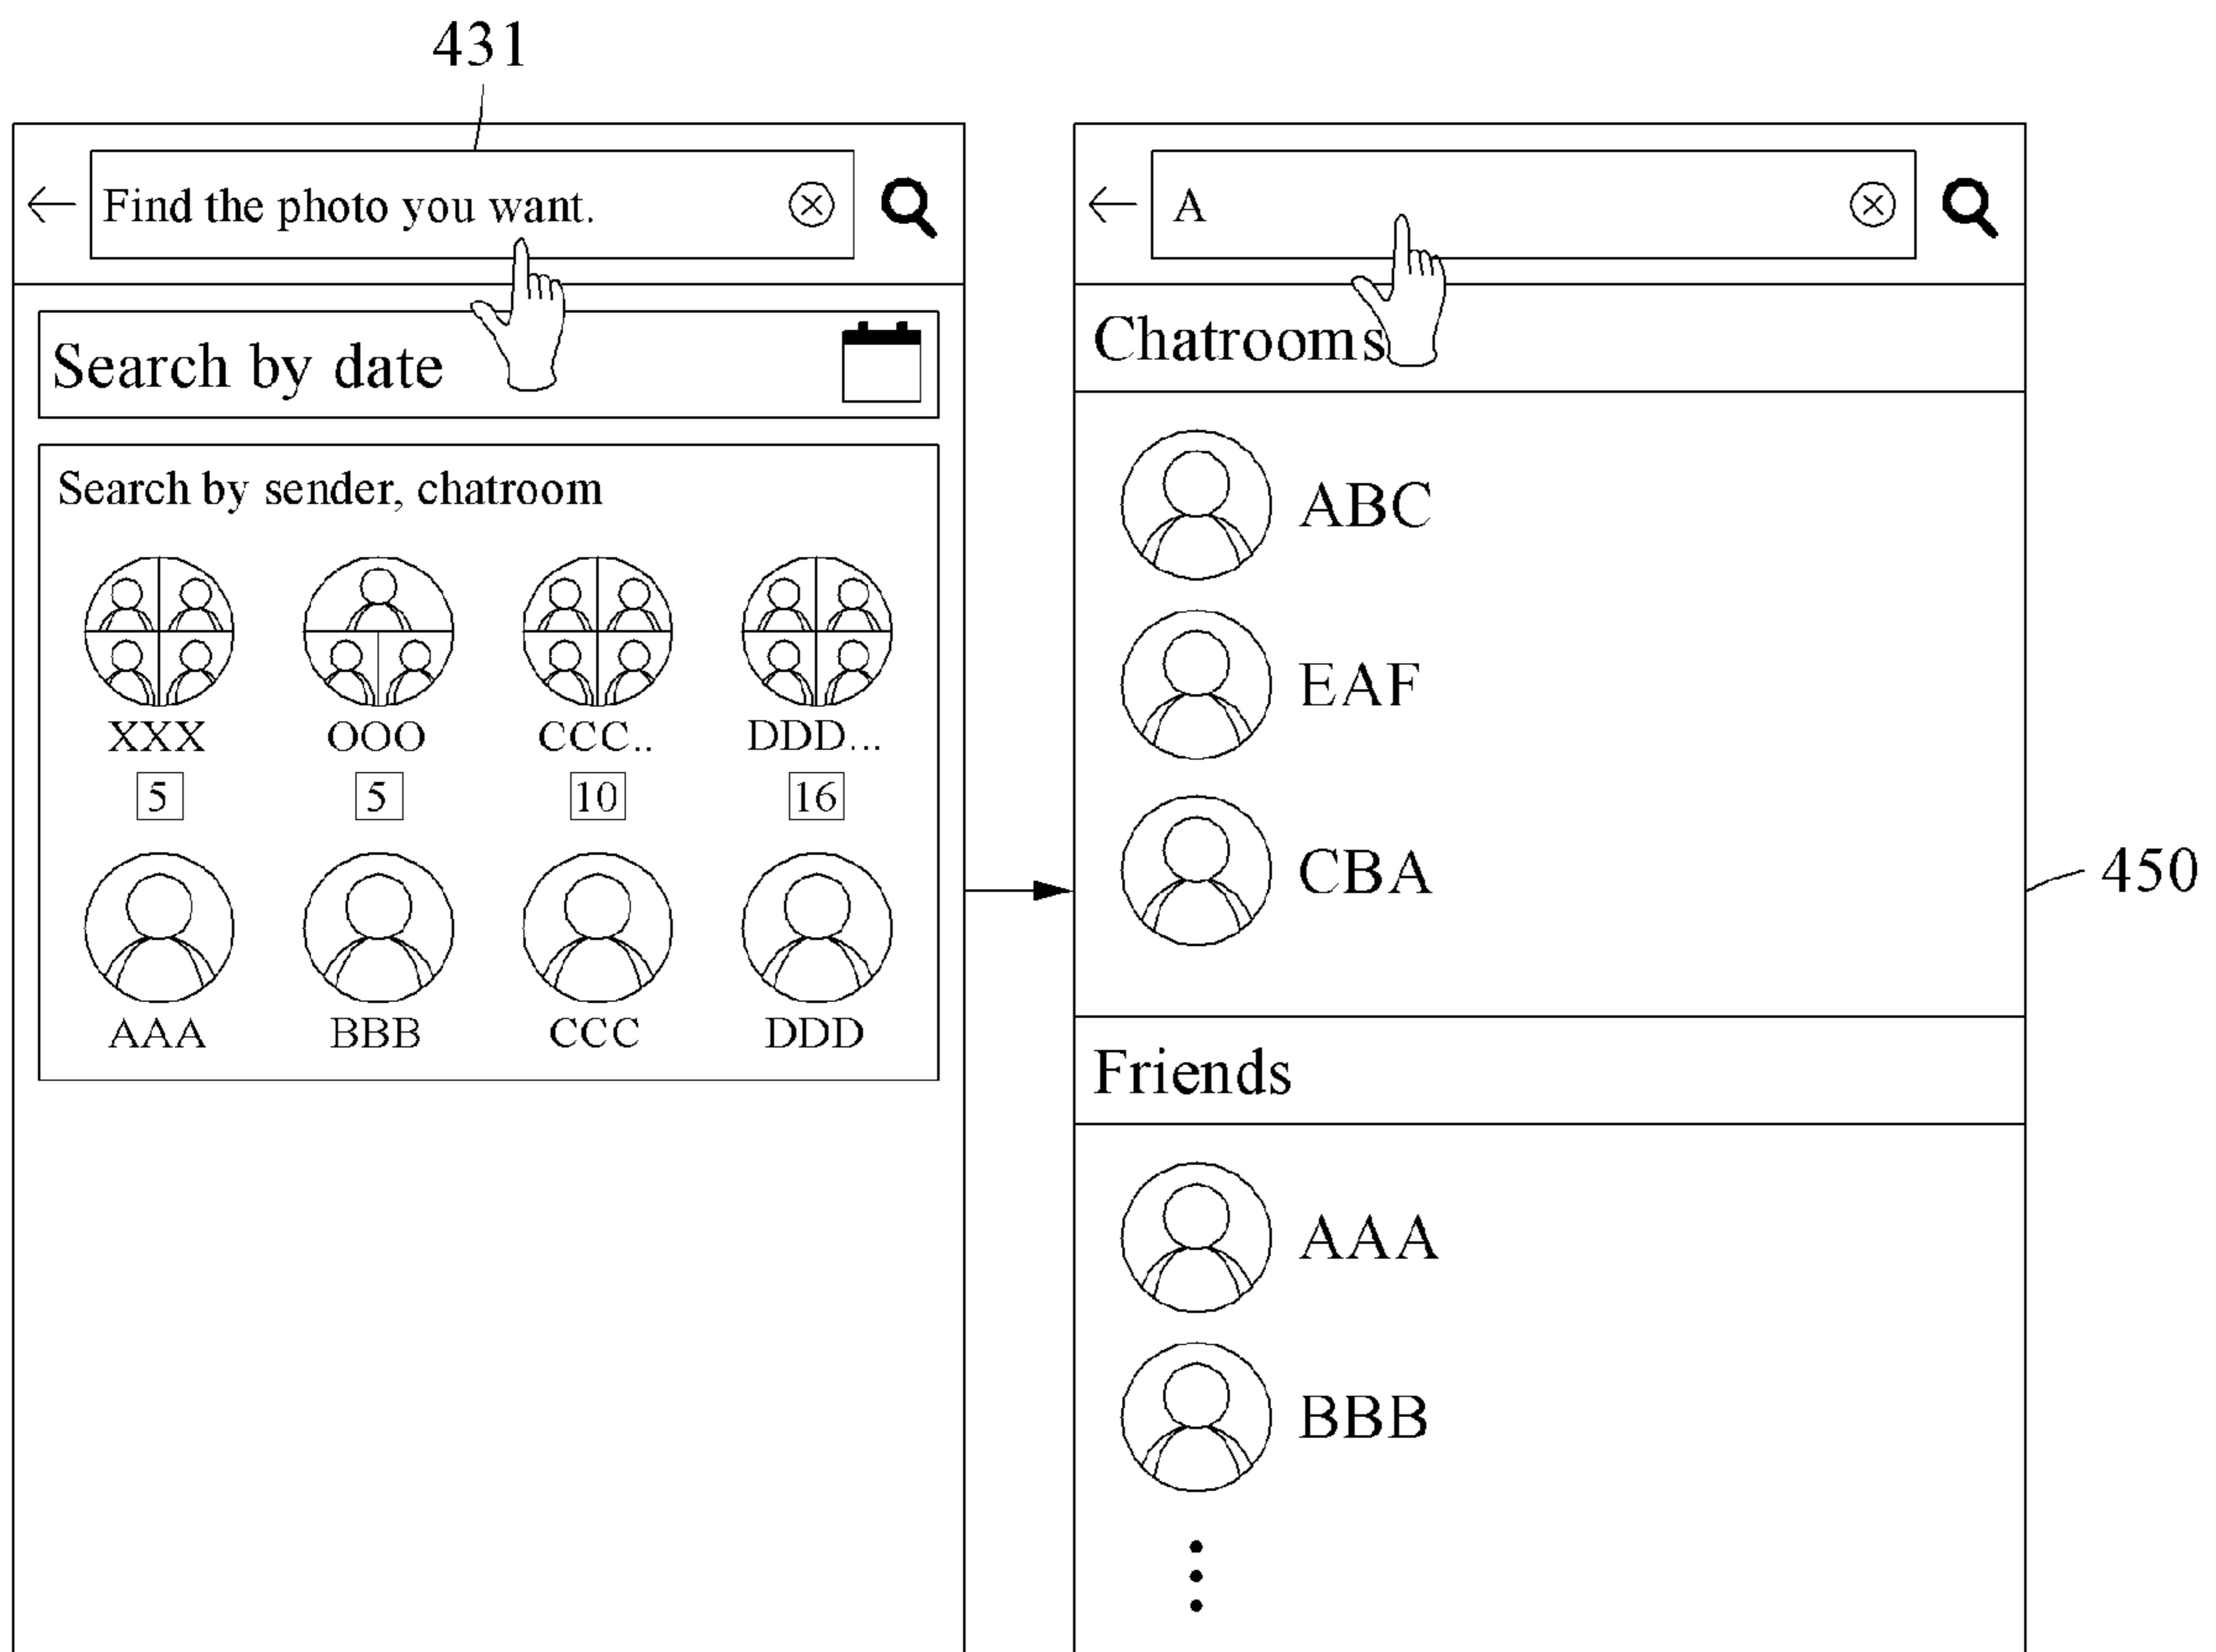 431
Find the photo you want.
Search by date
Search by sender, chatroom
XXX OOO CCC.. DDD...
5 5 10 16
AAA BBB CCC DDD
A
Chatrooms
ABC
EAF
CBA
450
Friends
AAA
BBB